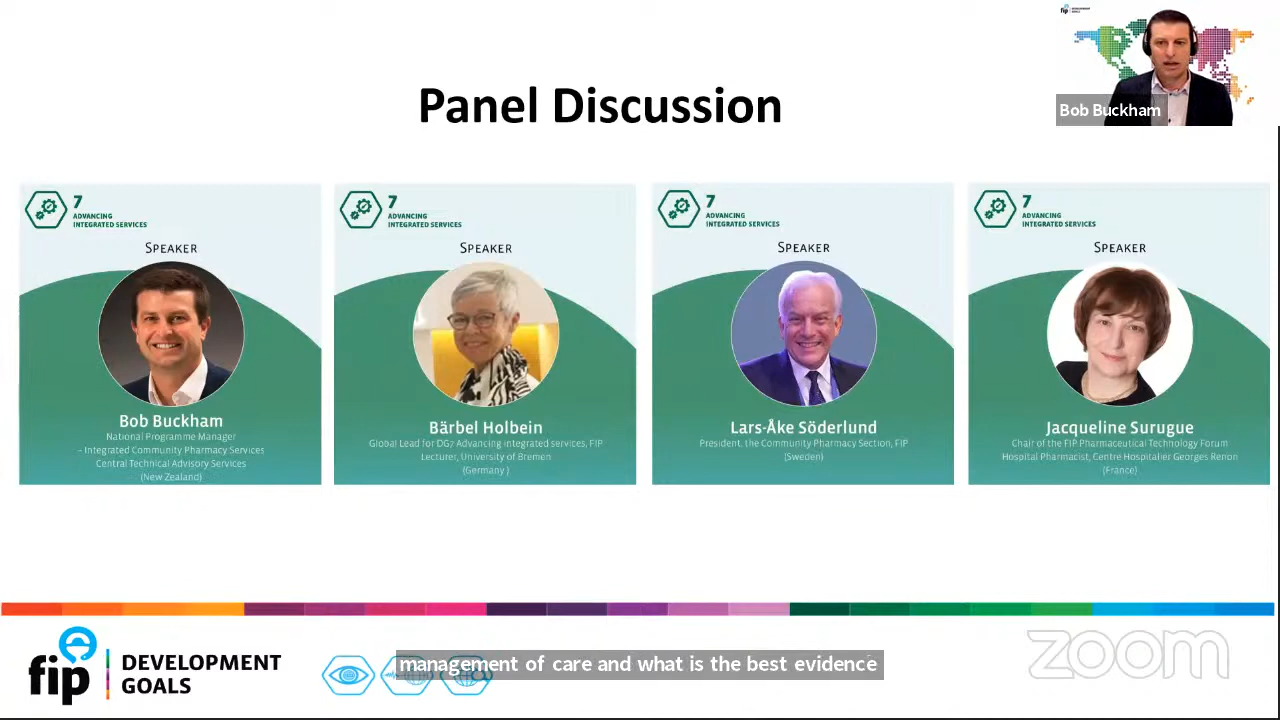 fip DEVELOPMENT GOALS
Bob Buckham
Panel Discussion
7
ADVANCING
INTEGRATED SERVICES
SPEAKER
Bob Buckham
National Programme Manager
– Integrated Community Pharmacy Services
Central Technical Advisory Services
(New Zealand)
7
ADVANCING
INTEGRATED SERVICES
SPEAKER
Bärbel Holbein
Global Lead for DG7 Advancing integrated services, FIP
Lecturer, University of Bremen
(Germany )
7
ADVANCING
INTEGRATED SERVICES
SPEAKER
Lars-Åke Söderlund
President, the Community Pharmacy Section, FIP
(Sweden)
7
ADVANCING
INTEGRATED SERVICES
SPEAKER
Jacqueline Surugue
Chair of the FIP Pharmaceutical Technology Forum
Hospital Pharmacist, Centre Hospitalier Georges Renon
(France)
fip
DEVELOPMENT
GOALS
management of care and what is the best evidence
zoom